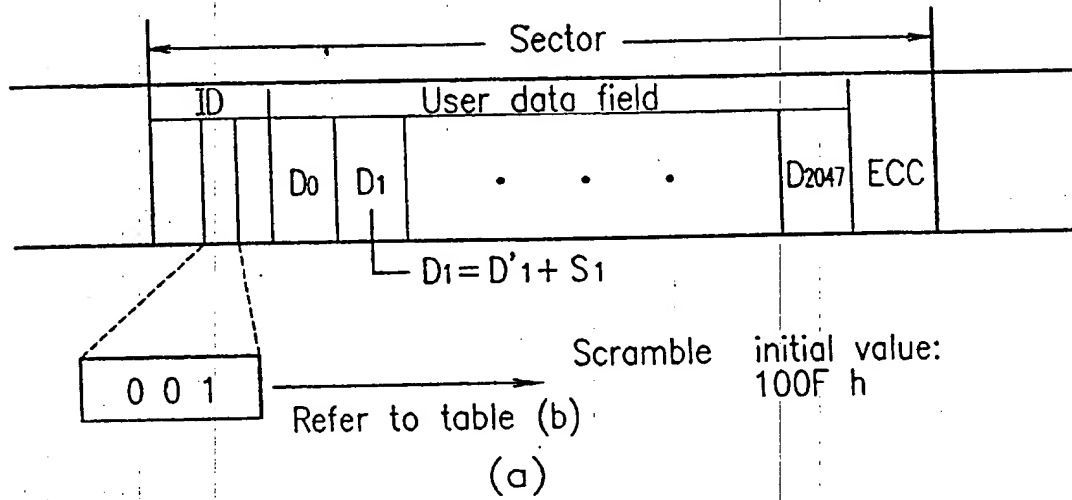 Sector
ID User data field
D0 D1 • • • D2047 ECC
D1=D'1+ S1
Scramble initial value:
100F h
0 0 1
Refer to table (b)
(a)